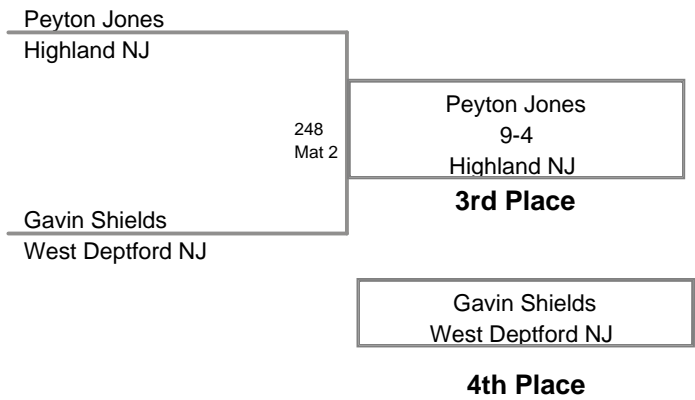 Peyton Jones
Highland NJ
248
Mat 2
Peyton Jones
9-4
Highland NJ
3rd Place
Gavin Shields
West Deptford NJ
Gavin Shields
West Deptford NJ
4th Place